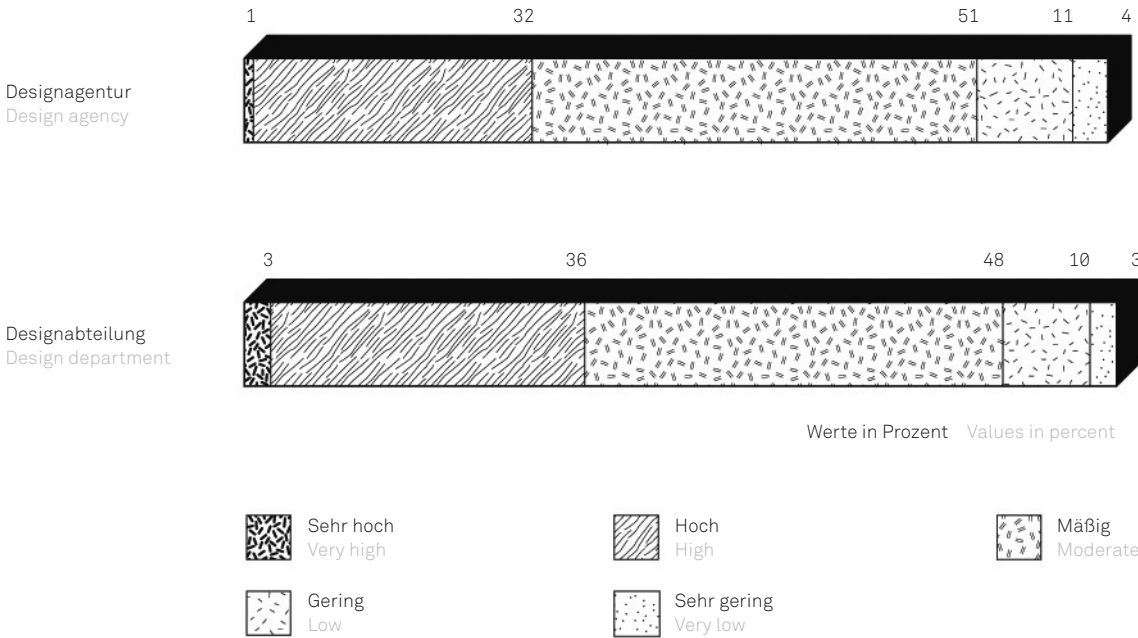 1 32 51 11 4
Designagentur
Design agency
3 36 48 10 3
Designabteilung
Design department
Werte in Prozent Values in percent
Sehr hoch
Very high
Hoch
High
Mäßig
Moderate
Gering
Low
Sehr gering
Very low